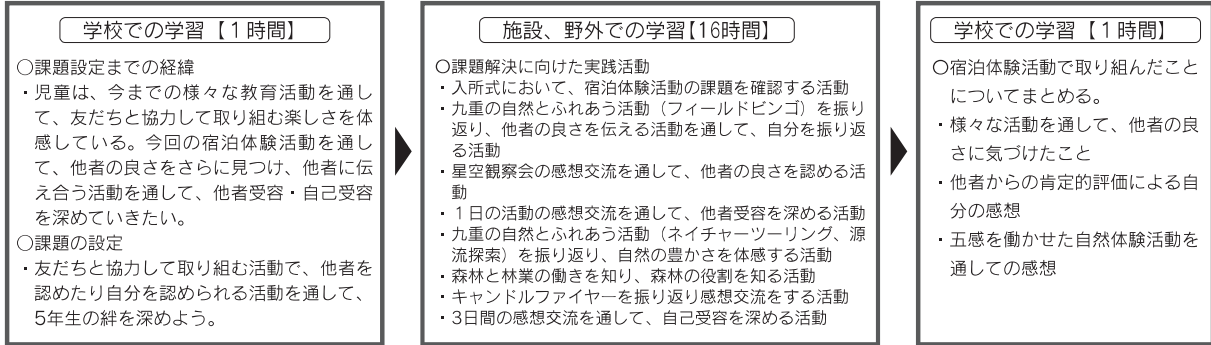 学校での学習【1時間】
○課題設定までの経緯
・児童は、今までの様々な教育活動を通し
て、友だちと協力して取り組む楽しさを体
感している。今回の宿泊体験活動を通し
て、他者の良さをさらに見つけ、他者に伝
え合う活動を通して、他者受容・自己受容
を深めていきたい。
○課題の設定
・友だちと協力して取り組む活動で、他者を
認めたり自分を認められる活動を通して、
5年生の絆を深めよう。
施設、野外での学習【16時間】
○課題解決に向けた実践活動
・入所式において、宿泊体験活動の課題を確認する活動
・九重の自然とふれあう活動（フィールドビンゴ）を振り
返り、他者の良さを伝える活動を通して、自分を振り返
る活動
・星空観察会の感想交流を通して、他者の良さを認める活
動
・1日の活動の感想交流を通して、他者受容を深める活動
・九重の自然とふれあう活動（ネイチャーツーリング、源
流探索）を振り返り、自然の豊かさを体感する活動
・森林と林業の働きを知り、森林の役割を知る活動
・キャンドルファイヤーを振り返り感想交流をする活動
・3日間の感想交流を通して、自己受容を深める活動
学校での学習【1時間】
○宿泊体験活動で取り組んだこと
についてまとめる。
・様々な活動を通して、他者の良
さに気づけたこと
・他者からの肯定的評価による自
分の感想
・五感を働かせた自然体験活動を
通しての感想